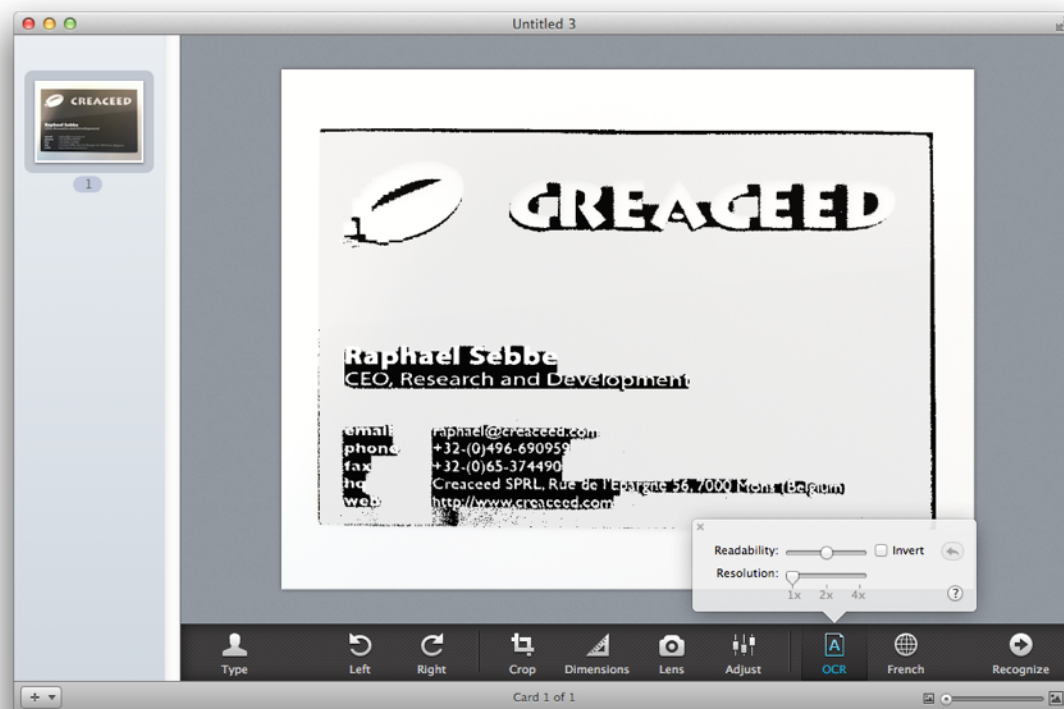 Untitled 3
CREACEED
Raphael Sebbe
1
CREACEED
Raphael Sebbe
CEO, Research and Development
email raphael@creaceed.com
phone +32-(0)496-690959
fax +32-(0)65-374490
hq Creaceed SPRL, Rue de l'Epargne 56, 7000 Mons (Belgium)
web http://www.creaceed.com
Readability: Invert
Resolution:
1x 2x 4x
?
Type Left Right Crop Dimensions Lens Adjust A OCR French Recognize
Card 1 of 1